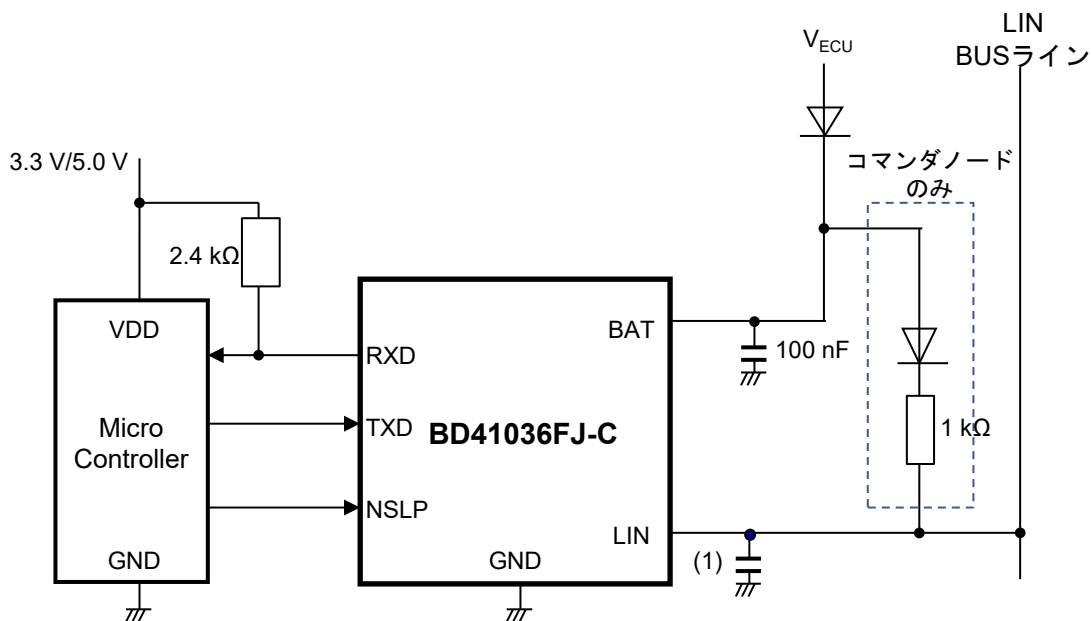 LIN
BUSライン
V_ECU
コマンダノード
のみ
3.3 V/5.0 V
2.4 kΩ
VDD
BAT
100 nF
RXD
Micro
Controller
TXD
BD41036FJ-C
1 kΩ
NSLP
LIN
GND
GND
(1)